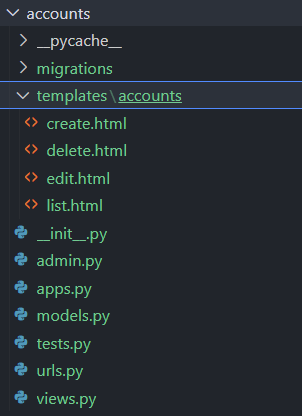 accounts
__pycache__
migrations
templates\accounts
<> create.html
<> delete.html
<> edit.html
<> list.html
__init__.py
admin.py
apps.py
models.py
tests.py
urls.py
views.py